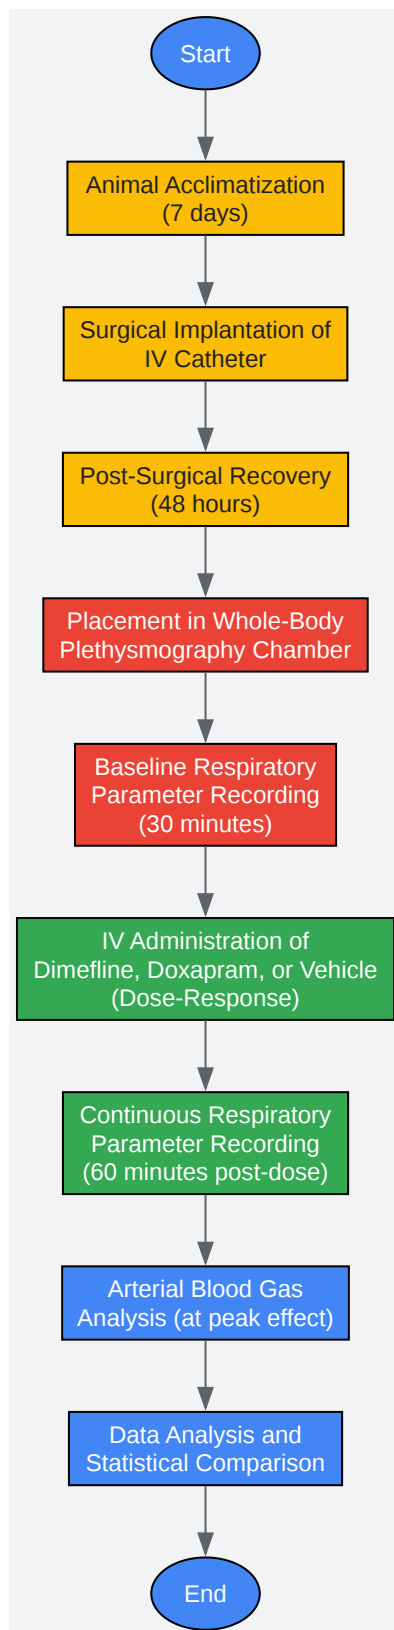 Start
Animal Acclimatization
(7 days)
Surgical Implantation of
IV Catheter
Post-Surgical Recovery
(48 hours)
Placement in Whole-Body
Plethysmography Chamber
Baseline Respiratory
Parameter Recording
(30 minutes)
IV Administration of
Dimefline, Doxapram, or Vehicle
(Dose-Response)
Continuous Respiratory
Parameter Recording
(60 minutes post-dose)
Arterial Blood Gas
Analysis (at peak effect)
Data Analysis and
Statistical Comparison
End